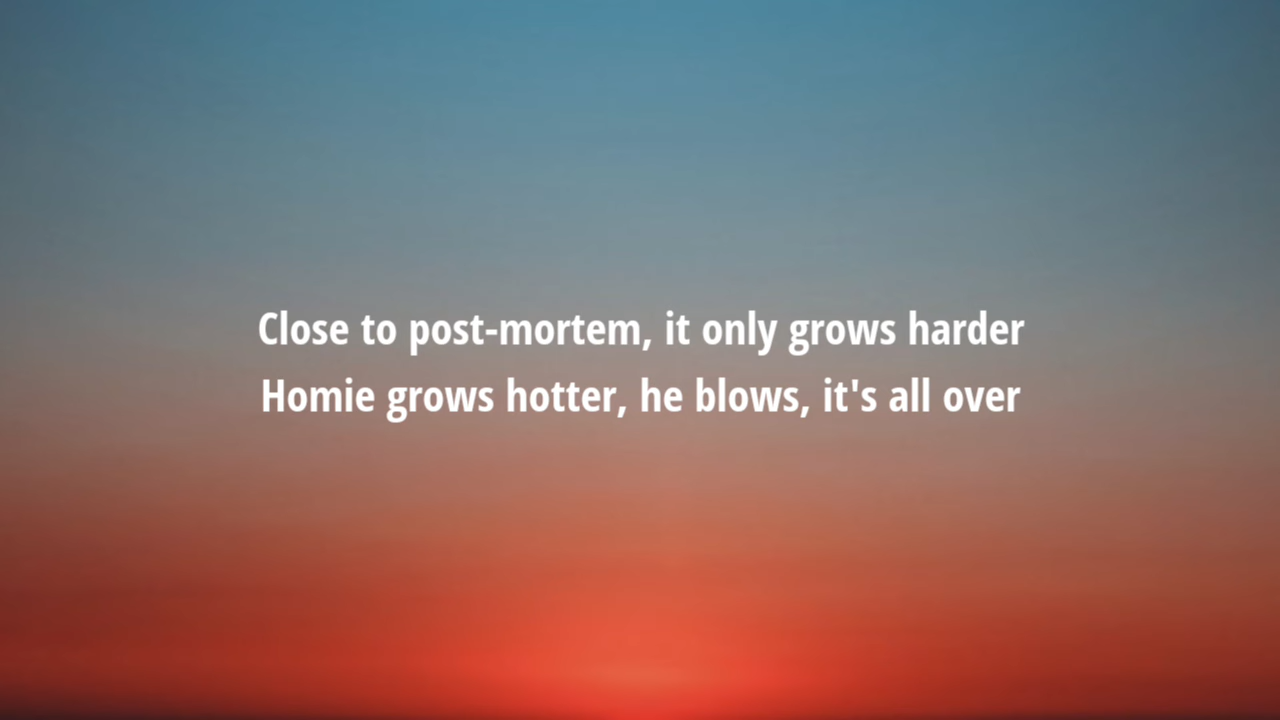 Close to post-mortem, it only grows harder
Homie grows hotter, he blows, it's all over